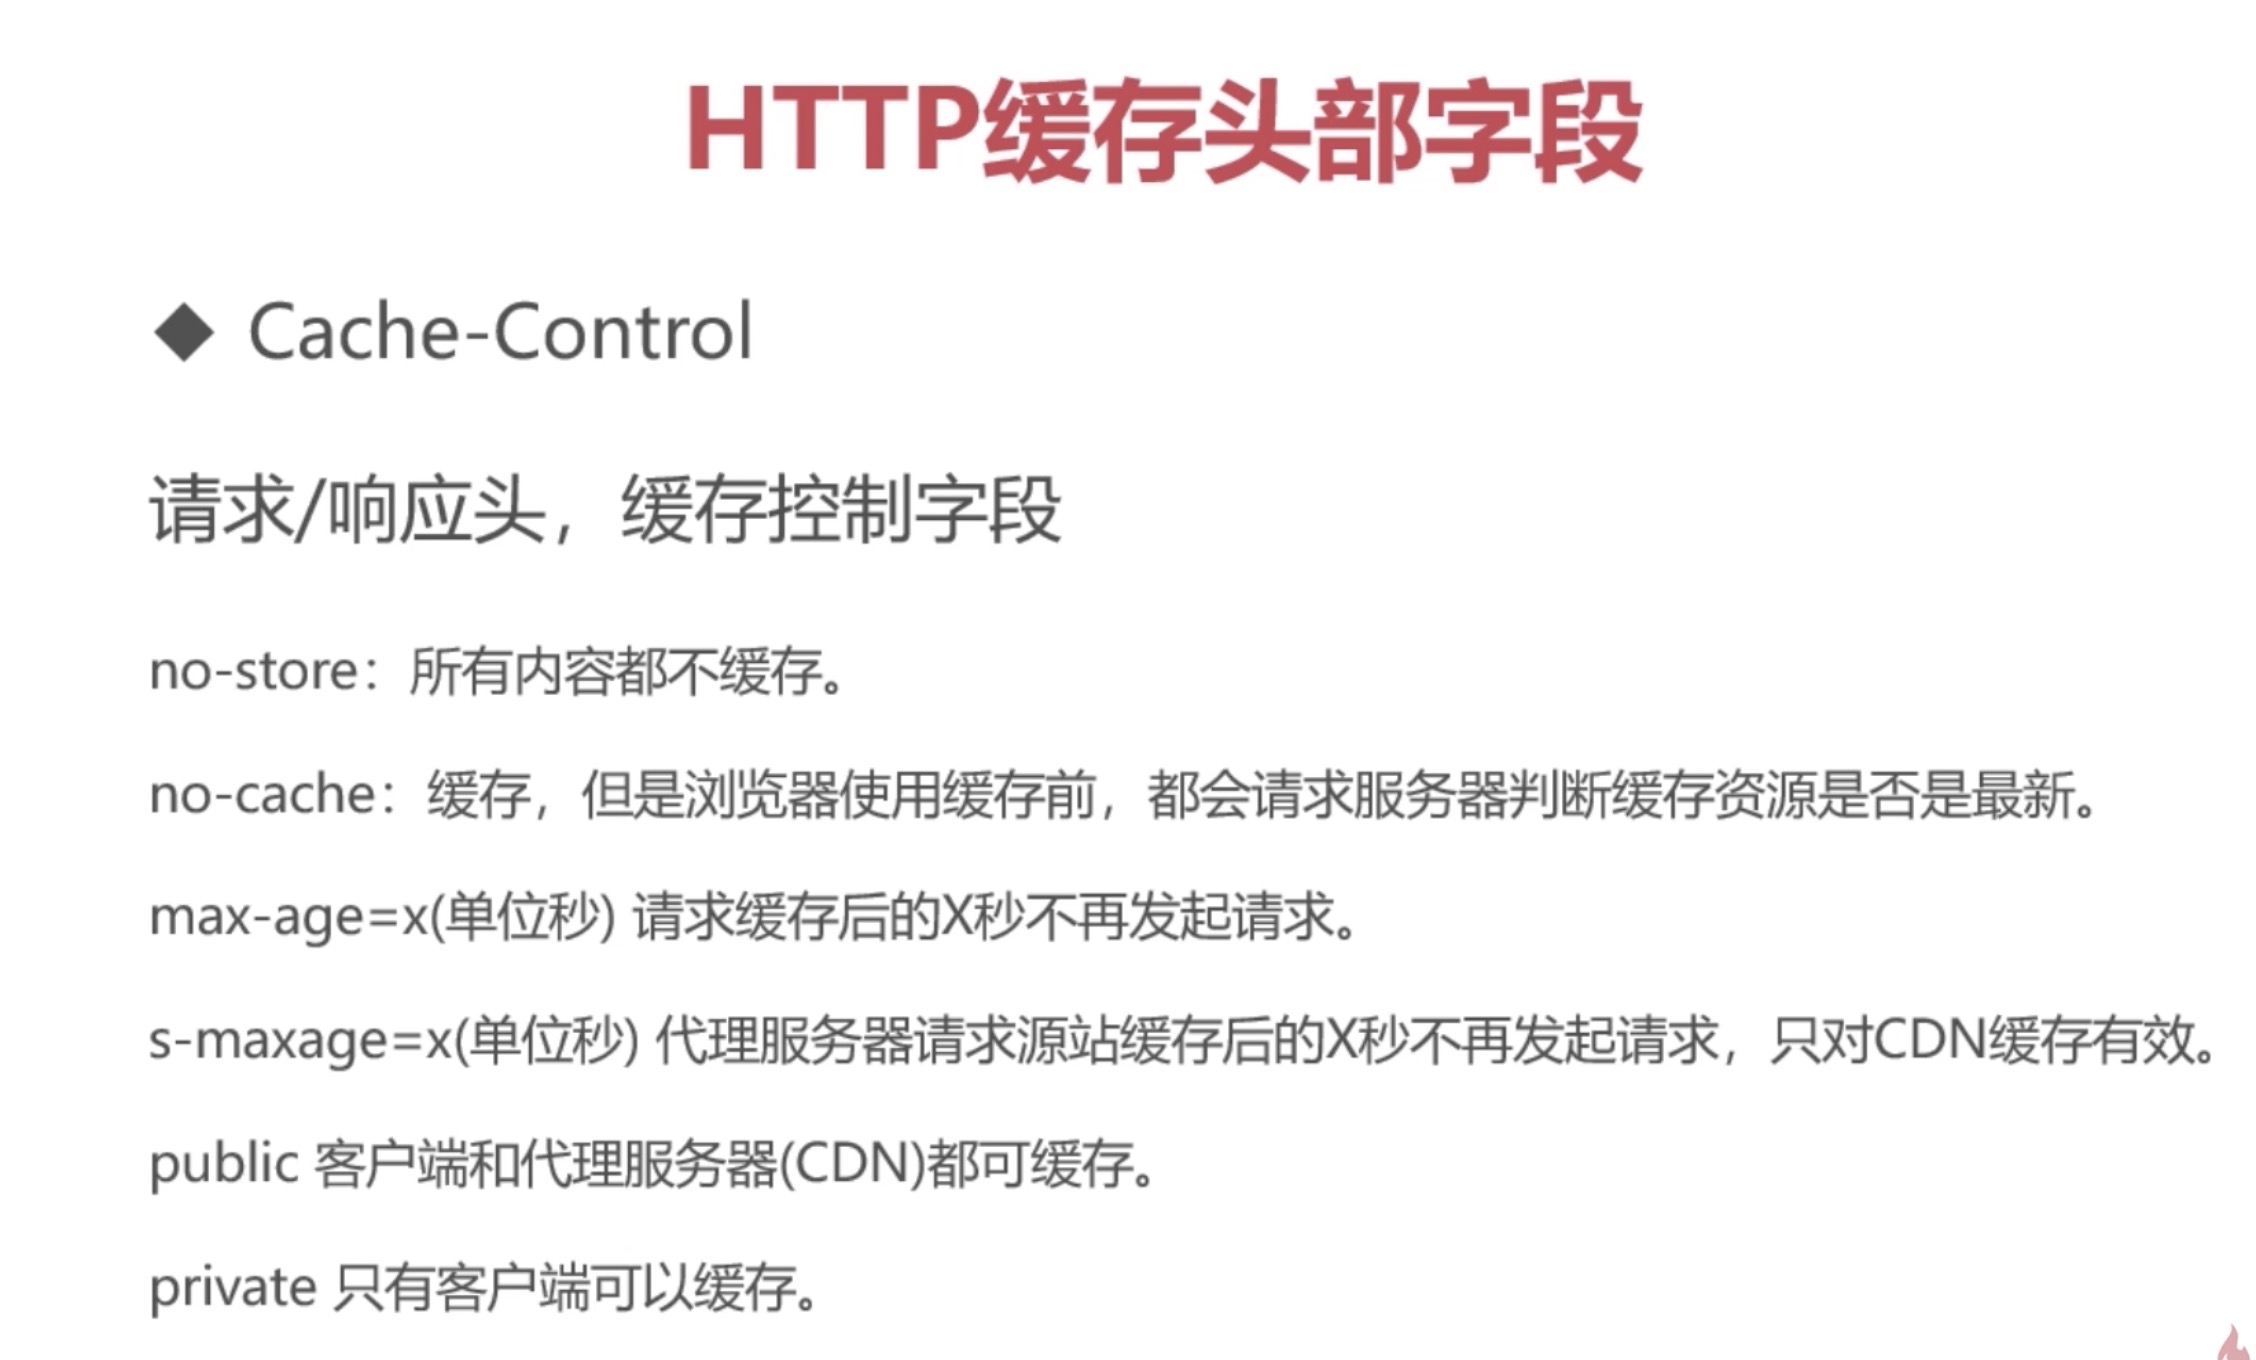 HTTP缓存头部字段
◆ Cache-Control
请求/响应头，缓存控制字段
no-store：所有内容都不缓存。
no-cache：缓存，但是浏览器使用缓存前，都会请求服务器判断缓存资源是否是最新。
max-age=x(单位秒) 请求缓存后的X秒不再发起请求。
s-maxage=x(单位秒) 代理服务器请求源站缓存后的X秒不再发起请求，只对CDN缓存有效。
public 客户端和代理服务器(CDN)都可缓存。
private 只有客户端可以缓存。